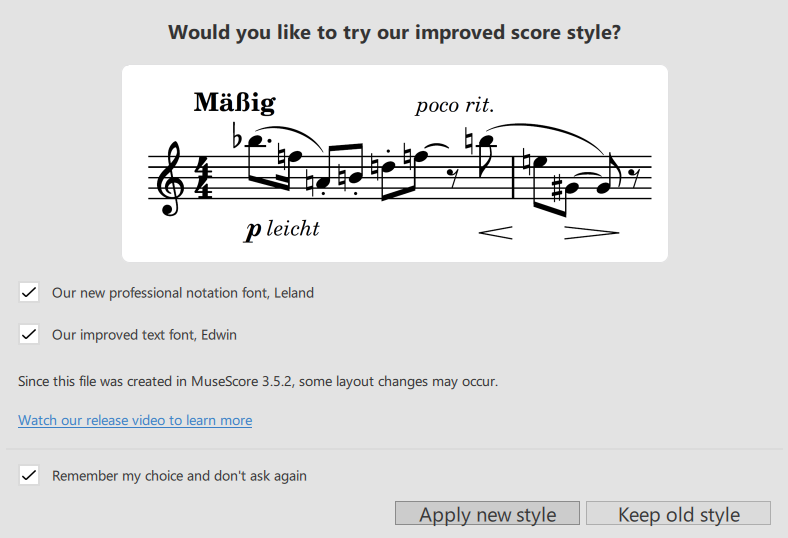 Would you like to try our improved score style?
Mäßig
poco rit.
p leicht
Our new professional notation font, Leland
Our improved text font, Edwin
Since this file was created in MuseScore 3.5.2, some layout changes may occur.
Watch our release video to learn more
Remember my choice and don't ask again
Apply new style
Keep old style